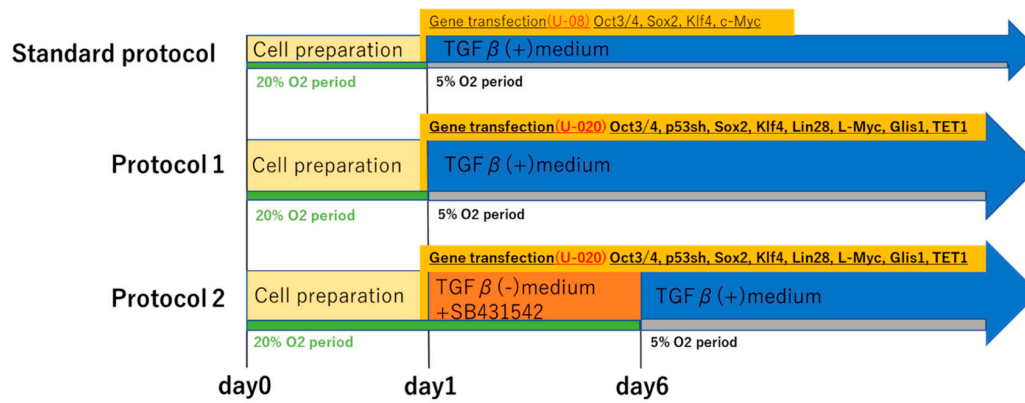 Gene transfection(U-08) Oct3/4, Sox2, Klf4, c-Myc
Standard protocol
Cell preparation
TGFβ(+)medium
20% O2 period
5% O2 period
Gene transfection(U-020) Oct3/4, p53sh, Sox2, Klf4, Lin28, L-Myc, Glis1, TET1
Protocol 1
Cell preparation
TGFβ(+)medium
20% O2 period
5% O2 period
Gene transfection(U-020) Oct3/4, p53sh, Sox2, Klf4, Lin28, L-Myc, Glis1, TET1
Protocol 2
Cell preparation
TGFβ(-)medium
+SB431542
TGFβ(+)medium
20% O2 period
5% O2 period
day0
day1
day6